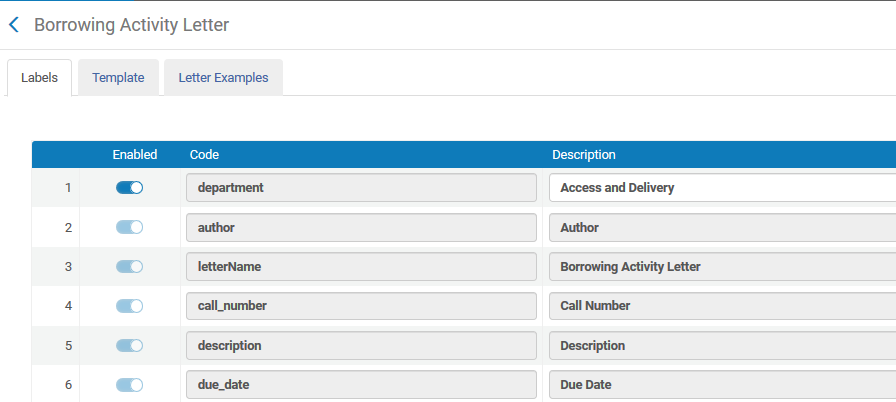 Borrowing Activity Letter
Labels Template Letter Examples
Enabled Code Description
1 department Access and Delivery
2 author Author
3 letterName Borrowing Activity Letter
4 call_number Call Number
5 description Description
6 due_date Due Date